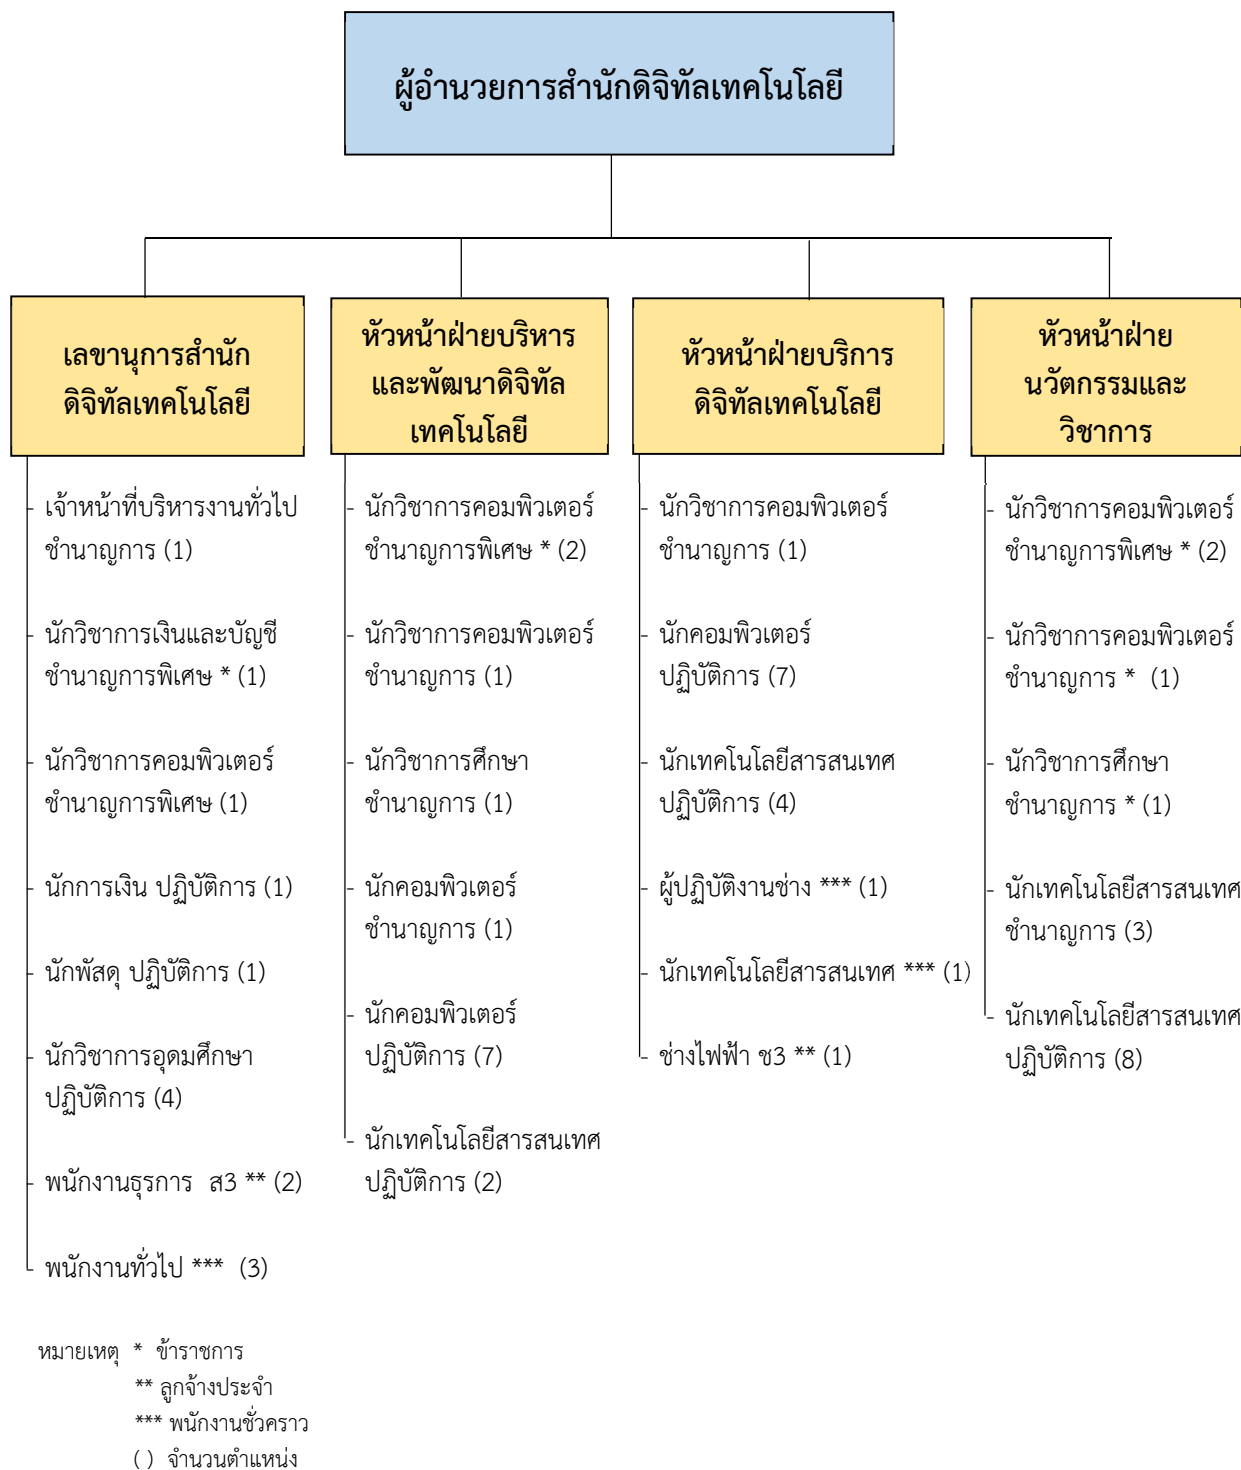 ผู้อำนวยการสำนักดิจิทัลเทคโนโลยี
เลขานุการสำนัก
ดิจิทัลเทคโนโลยี
หัวหน้าฝ่ายบริหาร
และพัฒนาดิจิทัล
เทคโนโลยี
หัวหน้าฝ่ายบริการ
ดิจิทัลเทคโนโลยี
หัวหน้าฝ่าย
นวัตกรรมและ
วิชาการ
- เจ้าหน้าที่บริหารงานทั่วไป
ชำนาญการ (1)
- นักวิชาการเงินและบัญชี
ชำนาญการพิเศษ * (1)
- นักวิชาการคอมพิวเตอร์
ชำนาญการพิเศษ (1)
- นักการเงิน ปฏิบัติการ (1)
- นักพัสดุ ปฏิบัติการ (1)
- นักวิชาการอุดมศึกษา
ปฏิบัติการ (4)
- พนักงานธุรการ ส3 ** (2)
- พนักงานทั่วไป *** (3)
- นักวิชาการคอมพิวเตอร์
ชำนาญการพิเศษ * (2)
- นักวิชาการคอมพิวเตอร์
ชำนาญการ (1)
- นักวิชาการศึกษา
ชำนาญการ (1)
- นักคอมพิวเตอร์
ชำนาญการ (1)
- นักคอมพิวเตอร์
ปฏิบัติการ (7)
- นักเทคโนโลยีสารสนเทศ
ปฏิบัติการ (2)
- นักวิชาการคอมพิวเตอร์
ชำนาญการ (1)
- นักคอมพิวเตอร์
ปฏิบัติการ (7)
- นักเทคโนโลยีสารสนเทศ
ปฏิบัติการ (4)
- ผู้ปฏิบัติงานช่าง *** (1)
- นักเทคโนโลยีสารสนเทศ *** (1)
- ช่างไฟฟ้า ช3 ** (1)
- นักวิชาการคอมพิวเตอร์
ชำนาญการพิเศษ * (2)
- นักวิชาการคอมพิวเตอร์
ชำนาญการ * (1)
- นักวิชาการศึกษา
ชำนาญการ * (1)
- นักเทคโนโลยีสารสนเทศ
ชำนาญการ (3)
- นักเทคโนโลยีสารสนเทศ
ปฏิบัติการ (8)
หมายเหตุ * ข้าราชการ
** ลูกจ้างประจำ
*** พนักงานชั่วคราว
( ) จำนวนตำแหน่ง